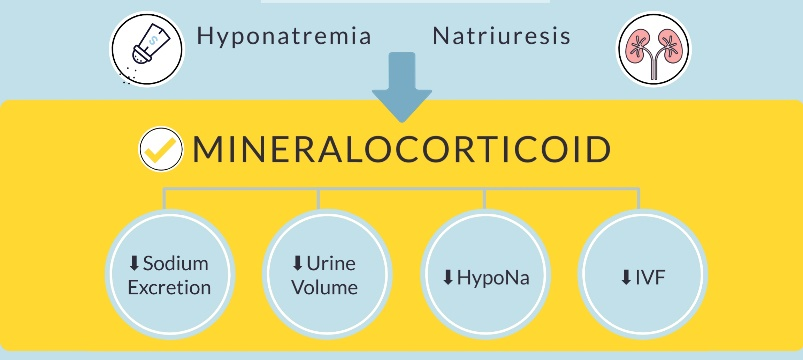 Hyponatremia Natriuresis
MINERALOCORTICOID
⬇Sodium
Excretion
⬇Urine
Volume
⬇HypoNa
⬇IVF